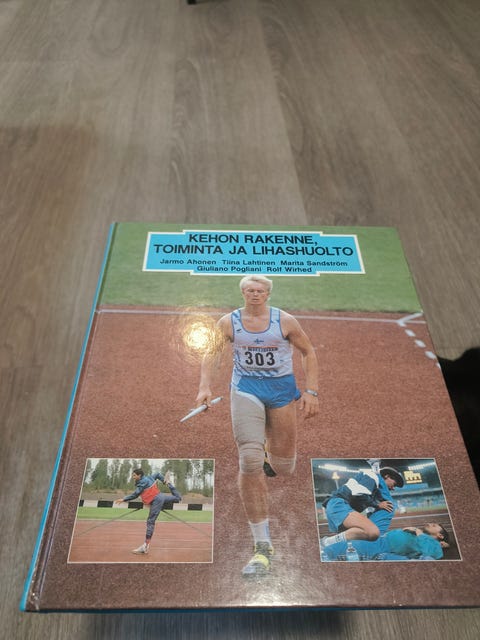 KEHON RAKENNE,
TOIMINTA JA LIHASHUOLTO
Jarmo Ahonen Tiina Lahtinen Marita Sandström
Giuliano Pogliani Rolf Wirhed
303